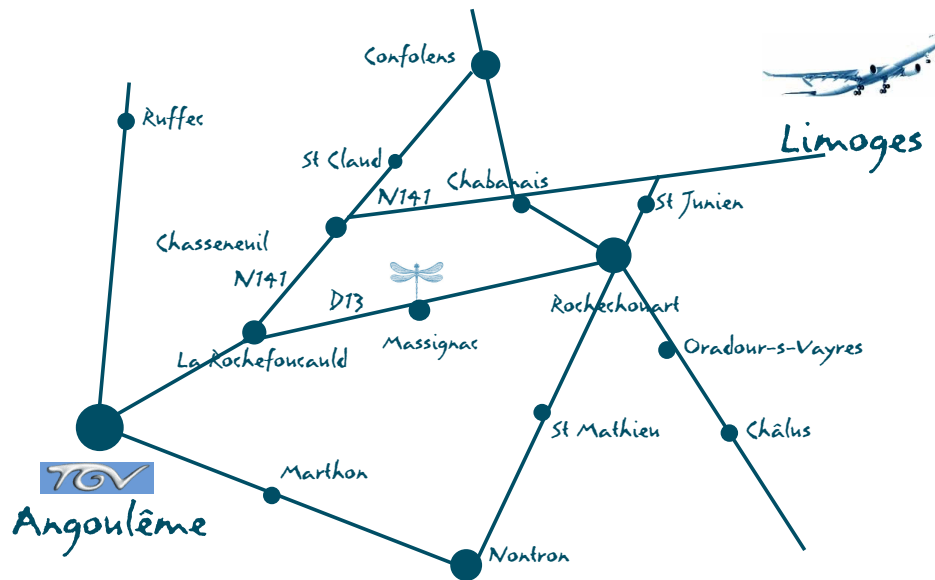 Confolens
Ruffec
Limoges
St Claud
Chabanais
N141
St Junien
Chasseneuil
N141
D13
Rochechouart
Massignac
La Rochefoucauld
Oradour-s-Vayres
St Mathieu
Châlus
Marthon
TGV
Angoulême
Nontron